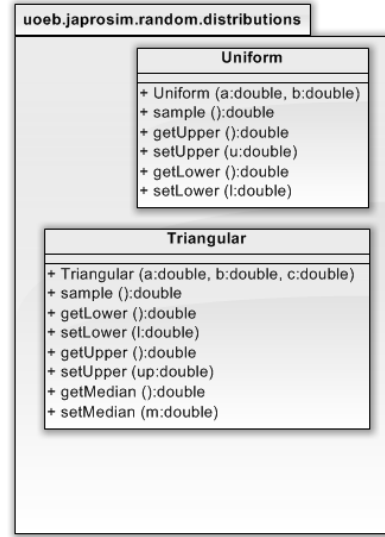 uoeb.japrosim.random.distributions
Uniform
+ Uniform (a:double, b:double)
+ sample ():double
+ getUpper ():double
+ setUpper (u:double)
+ getLower ():double
+ setLower (l:double)
Triangular
+ Triangular (a:double, b:double, c:double)
+ sample ():double
+ getLower ():double
+ setLower (l:double)
+ getUpper ():double
+ setUpper (up:double)
+ getMedian ():double
+ setMedian (m:double)